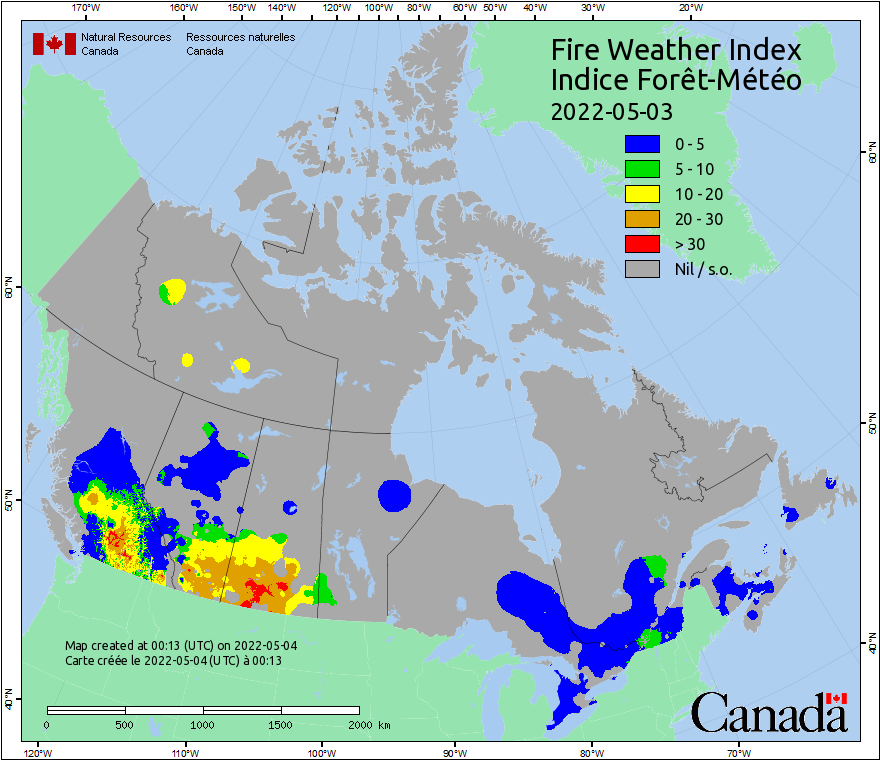 170°W 160°W 150°W 140°W 130°W 120°W 110°W 100°W 90°W 80°W 70°W 60°W 50°W 40°W 30°W 20°W
Natural Resources Ressources naturelles
Canada Canada
Fire Weather Index
Indice Forêt-Météo
2022-05-03
0 - 5
5 - 10
10 - 20
20 - 30
> 30
Nil / s.o.
60°N
50°N
40°N
60°N
50°N
40°N
Map created at 00:13 (UTC) on 2022-05-04
Carte créée le 2022-05-04 (UTC) à 00:13
0 500 1000 1500 2000 km
Canada
120°W 110°W 100°W 90°W 80°W 70°W